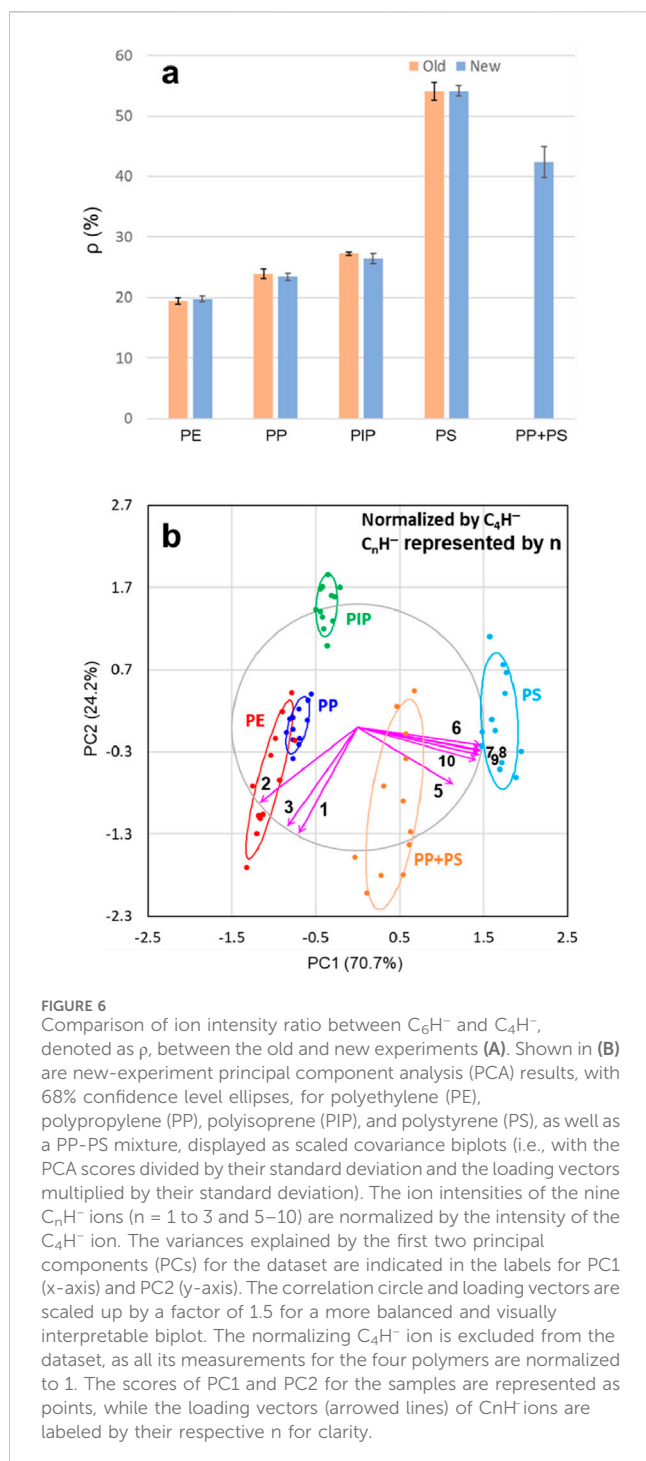 60
a
Old New
50
40
30
20
10
0
ρ (%)
PE PP PIP PS PP+PS
2.7
b
Normalized by C₄H⁻
CₙH⁻ represented by n
1.7
PIP
0.7
PS
PE PP
6
-0.3
7 8
10 9
2
5
3 1
-1.3
PP+PS
-2.3
PC2 (24.2%)
-2.5 -1.5 -0.5 0.5 1.5 2.5
PC1 (70.7%)
FIGURE 6
Comparison of ion intensity ratio between C₆H⁻ and C₄H⁻,
denoted as ρ, between the old and new experiments (A). Shown in (B)
are new-experiment principal component analysis (PCA) results, with
68% confidence level ellipses, for polyethylene (PE),
polypropylene (PP), polyisoprene (PIP), and polystyrene (PS), as well as
a PP-PS mixture, displayed as scaled covariance biplots (i.e., with the
PCA scores divided by their standard deviation and the loading vectors
multiplied by their standard deviation). The ion intensities of the nine
CₙH⁻ ions (n = 1 to 3 and 5–10) are normalized by the intensity of the
C₄H⁻ ion. The variances explained by the first two principal
components (PCs) for the dataset are indicated in the labels for PC1
(x-axis) and PC2 (y-axis). The correlation circle and loading vectors are
scaled up by a factor of 1.5 for a more balanced and visually
interpretable biplot. The normalizing C₄H⁻ ion is excluded from the
dataset, as all its measurements for the four polymers are normalized
to 1. The scores of PC1 and PC2 for the samples are represented as
points, while the loading vectors (arrowed lines) of CnH⁻ions are
labeled by their respective n for clarity.